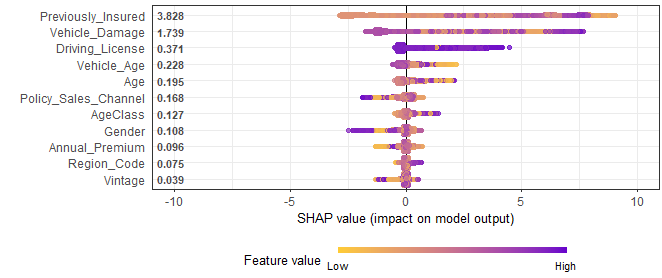 Previously_Insured 3.828
Vehicle_Damage 1.739
Driving_License 0.371
Vehicle_Age 0.228
Age 0.195
Policy_Sales_Channel 0.168
AgeClass 0.127
Gender 0.108
Annual_Premium 0.096
Region_Code 0.075
Vintage 0.039
-10 -5 0 5 10
SHAP value (impact on model output)
Feature value Low High